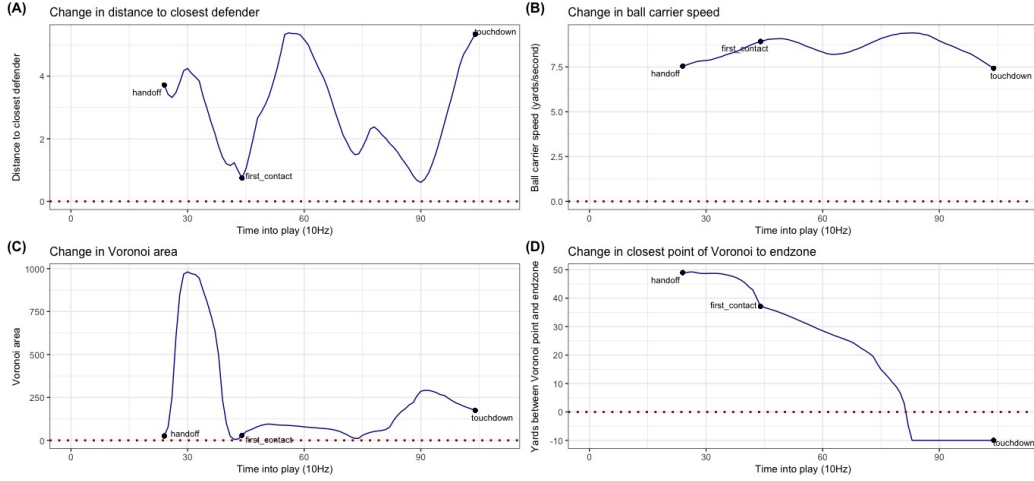 (A)
Change in distance to closest defender
Distance to closest defender
4
2
0
handoff
first_contact
touchdown
0
30
60
90
Time into play (10Hz)
(B)
Change in ball carrier speed
Ball carrier speed (yards/second)
7.5
5.0
2.5
0.0
handoff
first_contact
touchdown
0
30
60
90
Time into play (10Hz)
(C)
Change in Voronoi area
Voronoi area
1000
750
500
250
0
handoff
first_contact
touchdown
0
30
60
90
Time into play (10Hz)
(D)
Change in closest point of Voronoi to endzone
Yards between Voronoi point and endzone
50
40
30
20
10
0
-10
handoff
first_contact
touchdown
0
30
60
90
Time into play (10Hz)